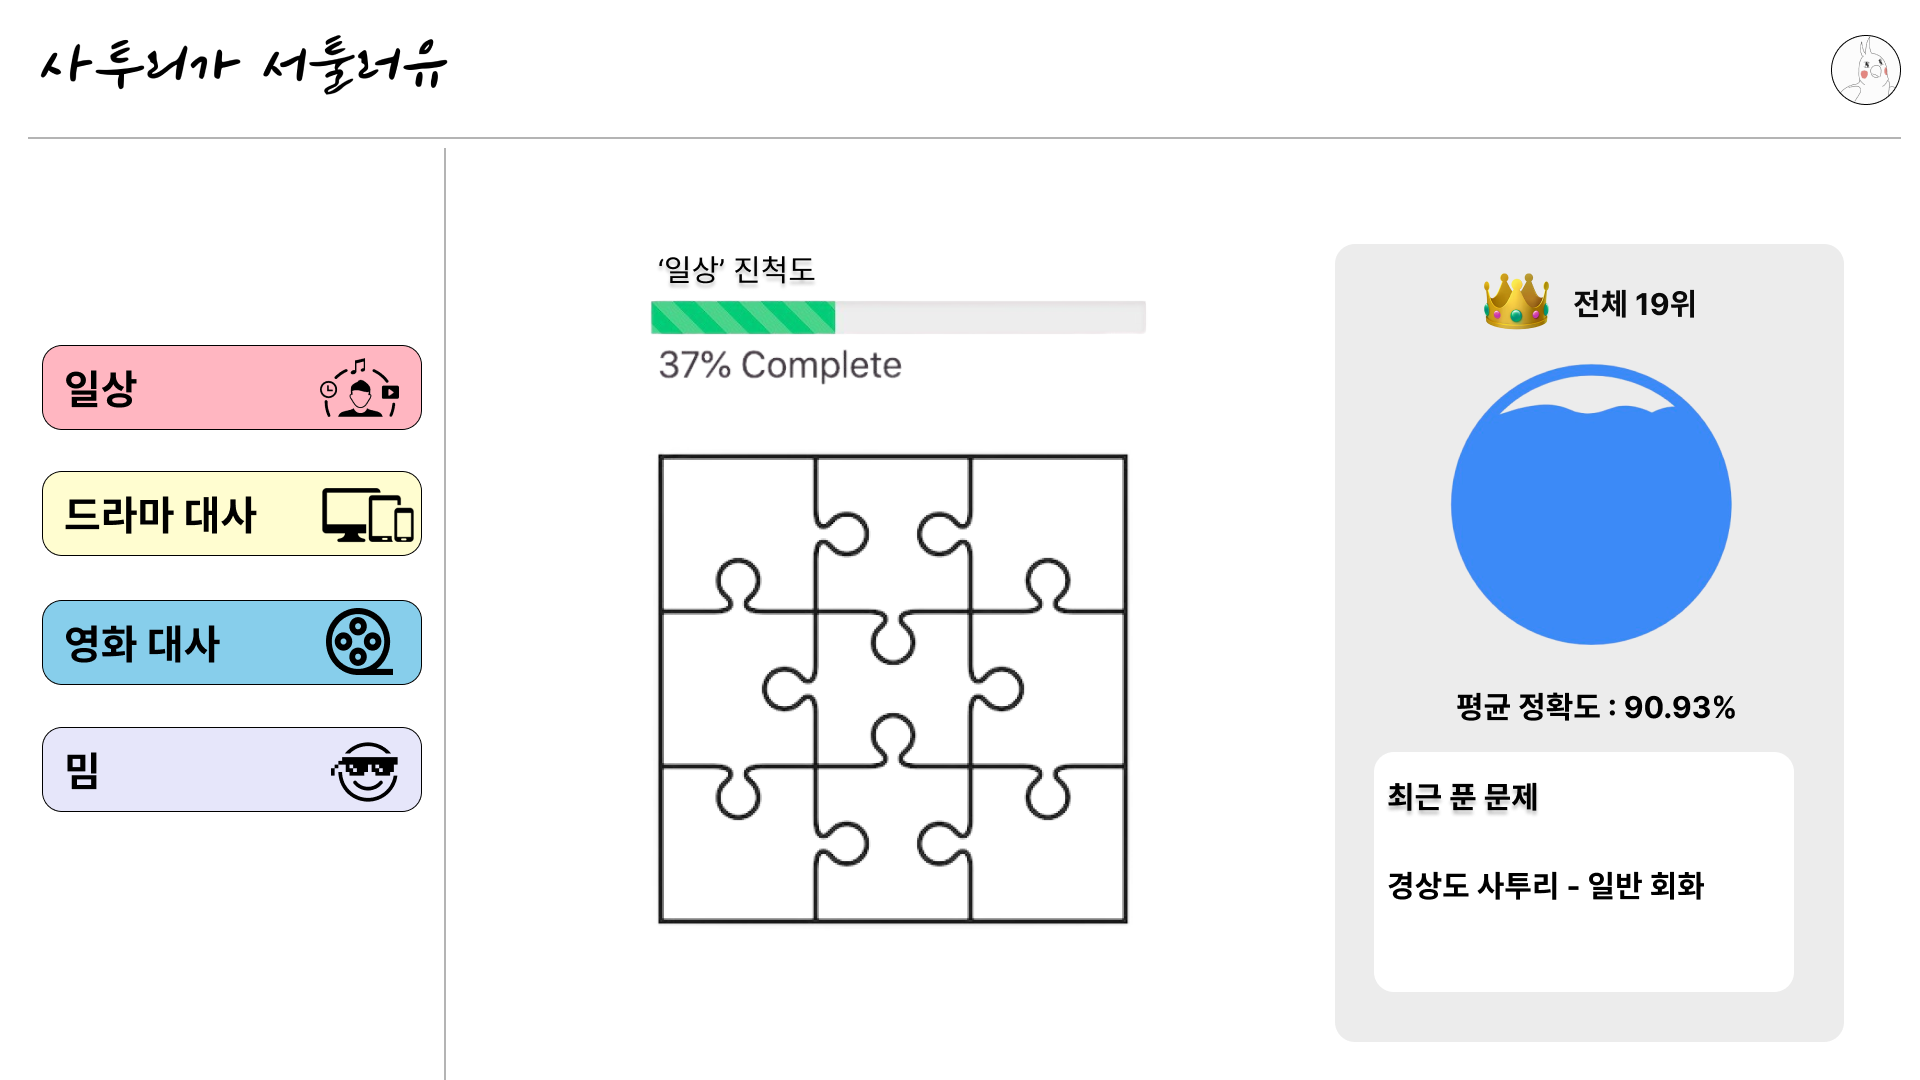 사투리가 서툴러유
일상
드라마 대사
영화 대사
밈
‘일상’ 진척도
37% Complete
전체 19위
평균 정확도 : 90.93%
최근 푼 문제
경상도 사투리 - 일반 회화